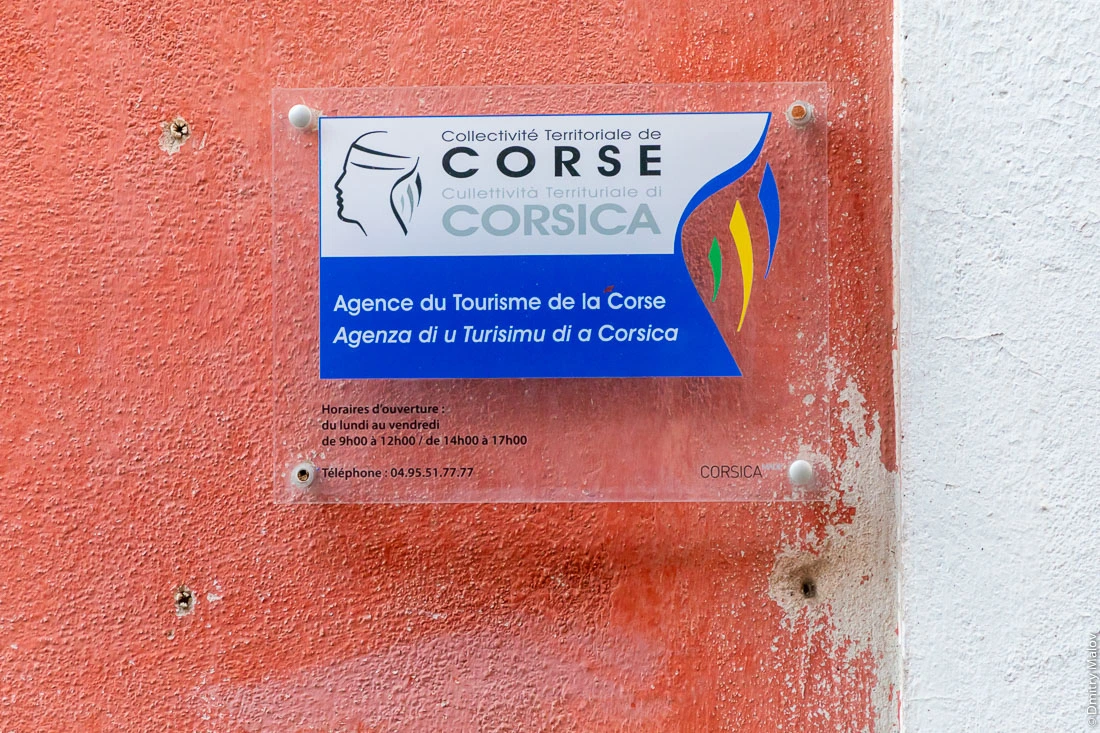 Collectivité Territoriale de
CORSE
Cullettività Territuriale di
CORSICA
Agence du Tourisme de la Corse
Agenza di u Turisimu di a Corsica
Horaires d'ouverture :
du lundi au vendredi
de 9h00 à 12h00 / de 14h00 à 17h00
Téléphone : 04.95.51.77.77
CORSICA
©Dmitry Malov